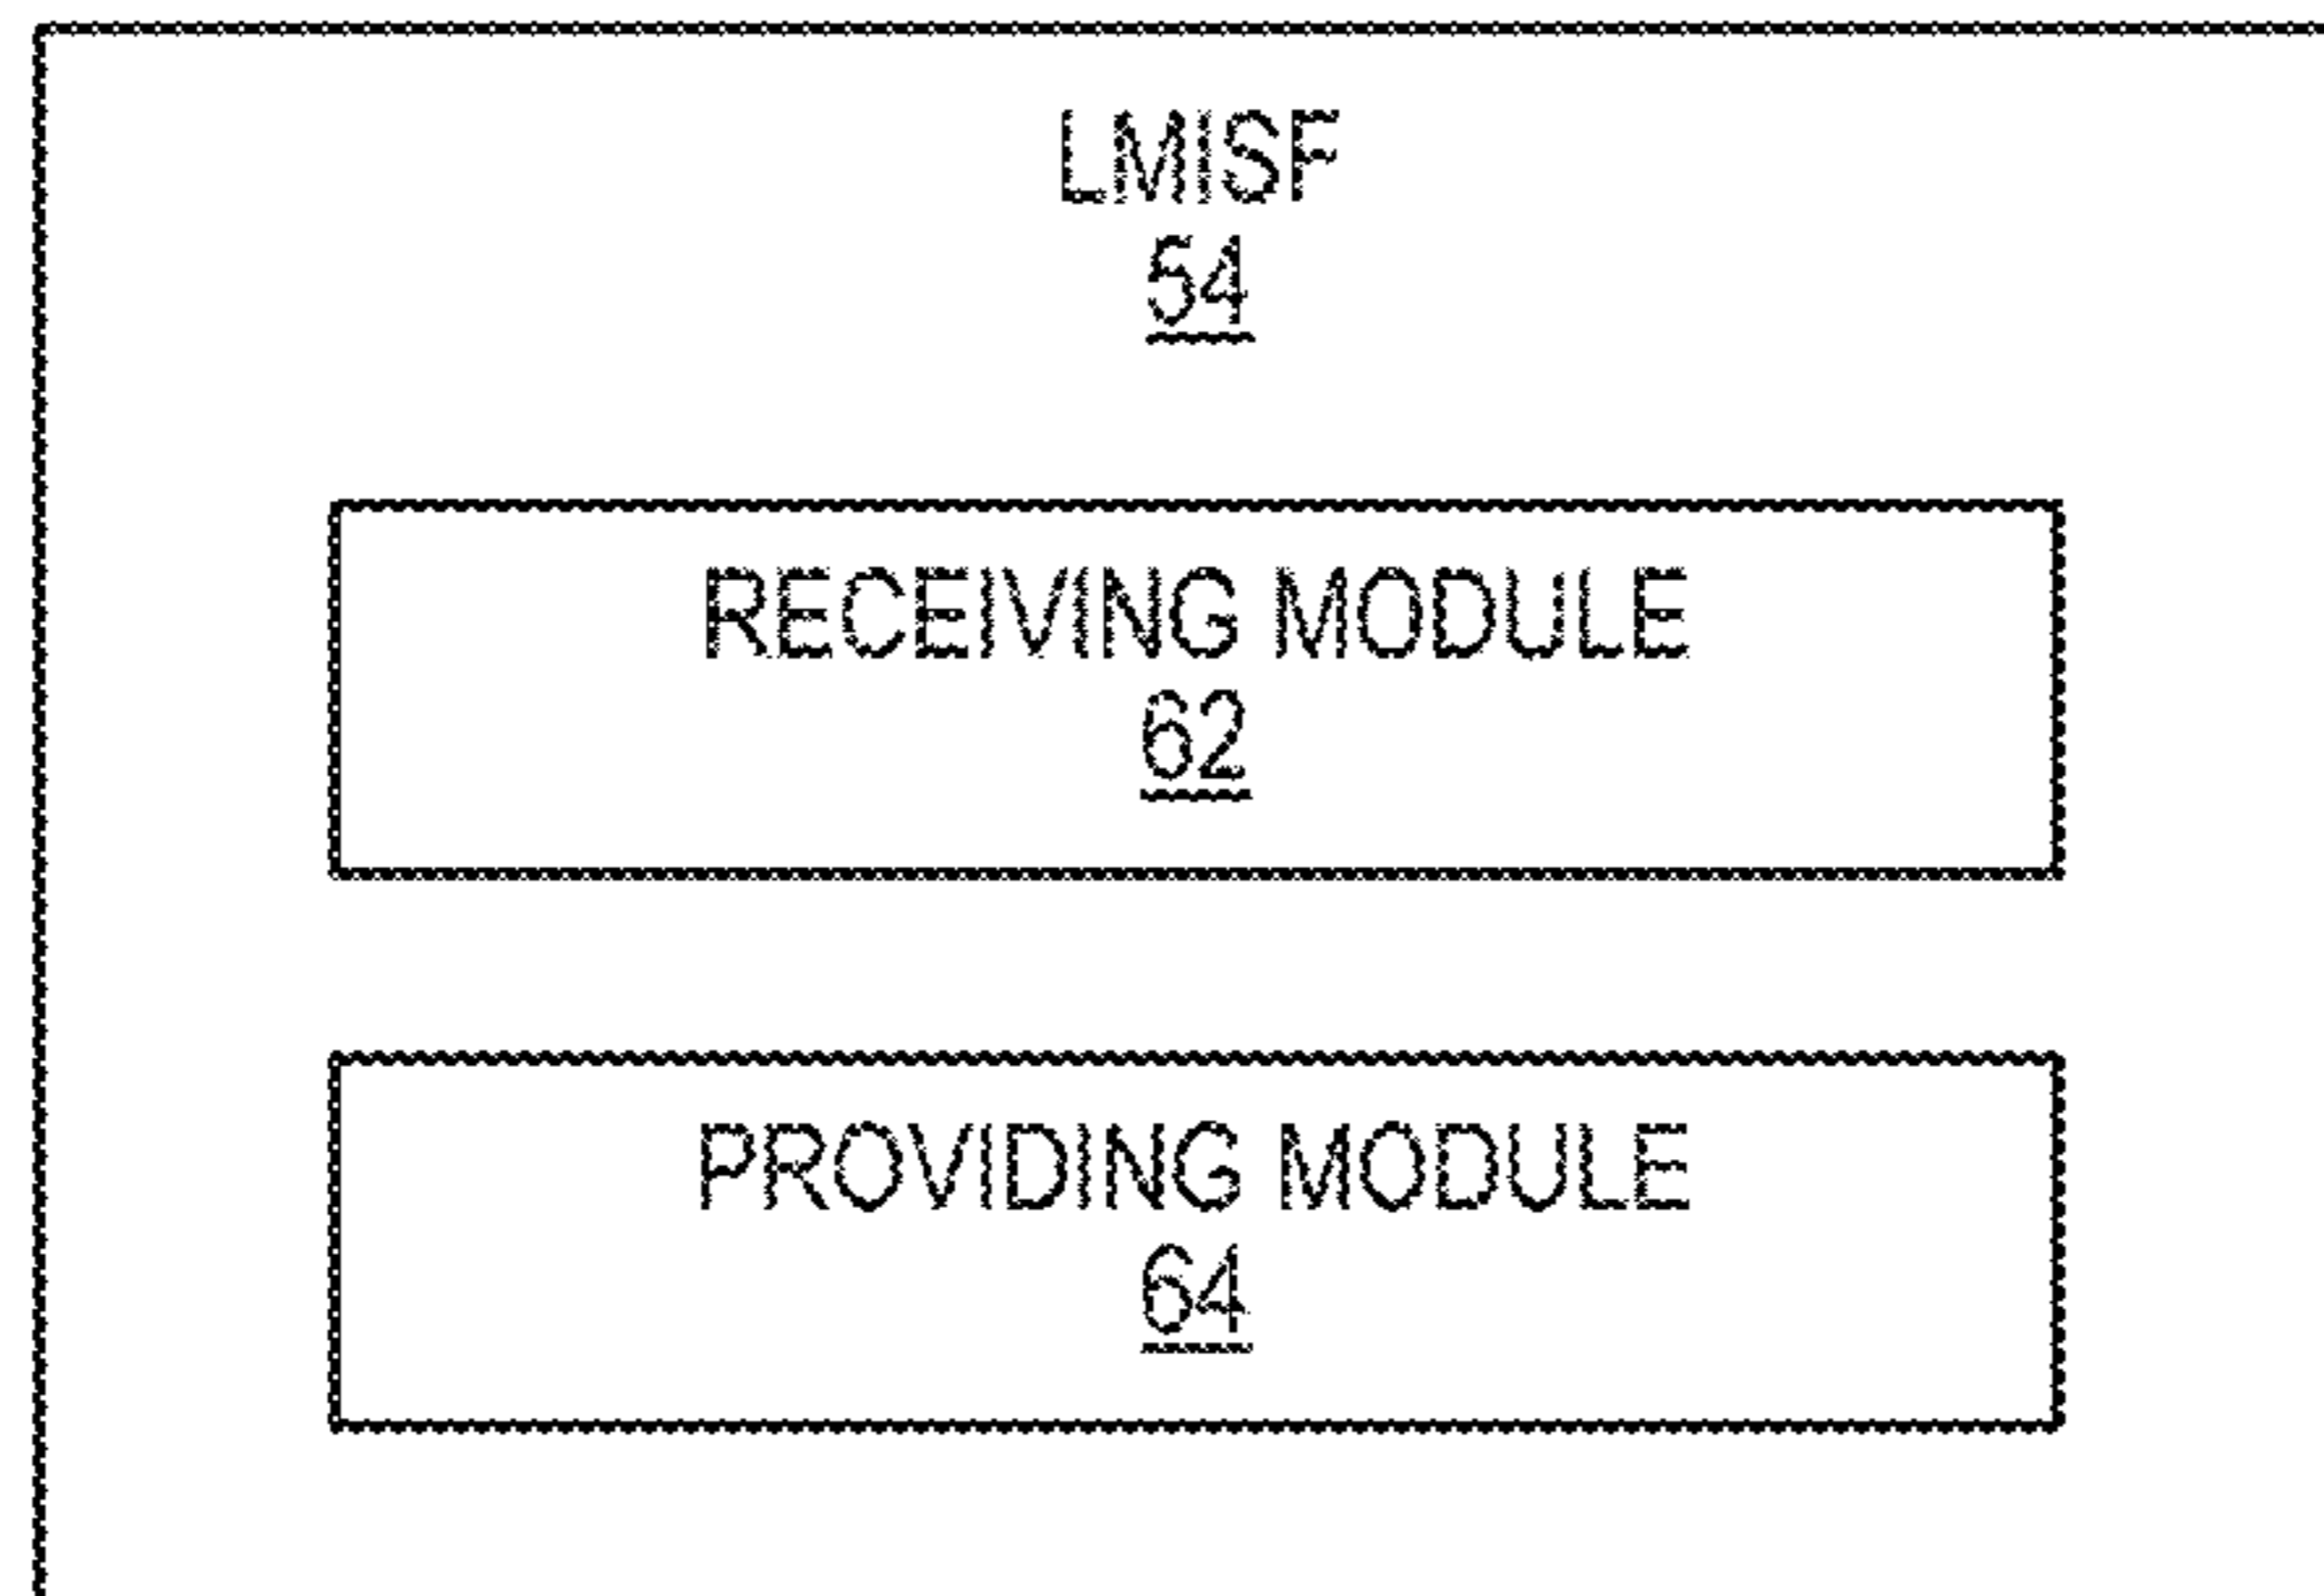 LMISF
54
RECEIVING MODULE
62
PROVIDING MODULE
64